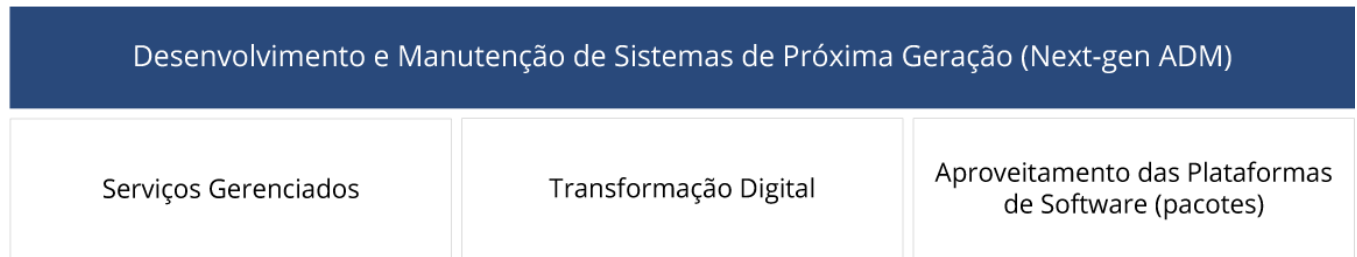 Desenvolvimento e Manutenção de Sistemas de Próxima Geração (Next-gen ADM)
Serviços Gerenciados
Transformação Digital
Aproveitamento das Plataformas
de Software (pacotes)